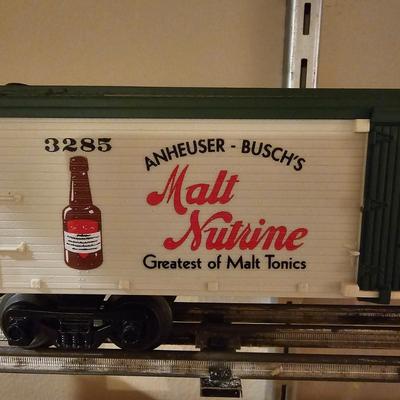 3285
ANHEUSER - BUSCH'S
Malt
Nutrine
Greatest of Malt Tonics